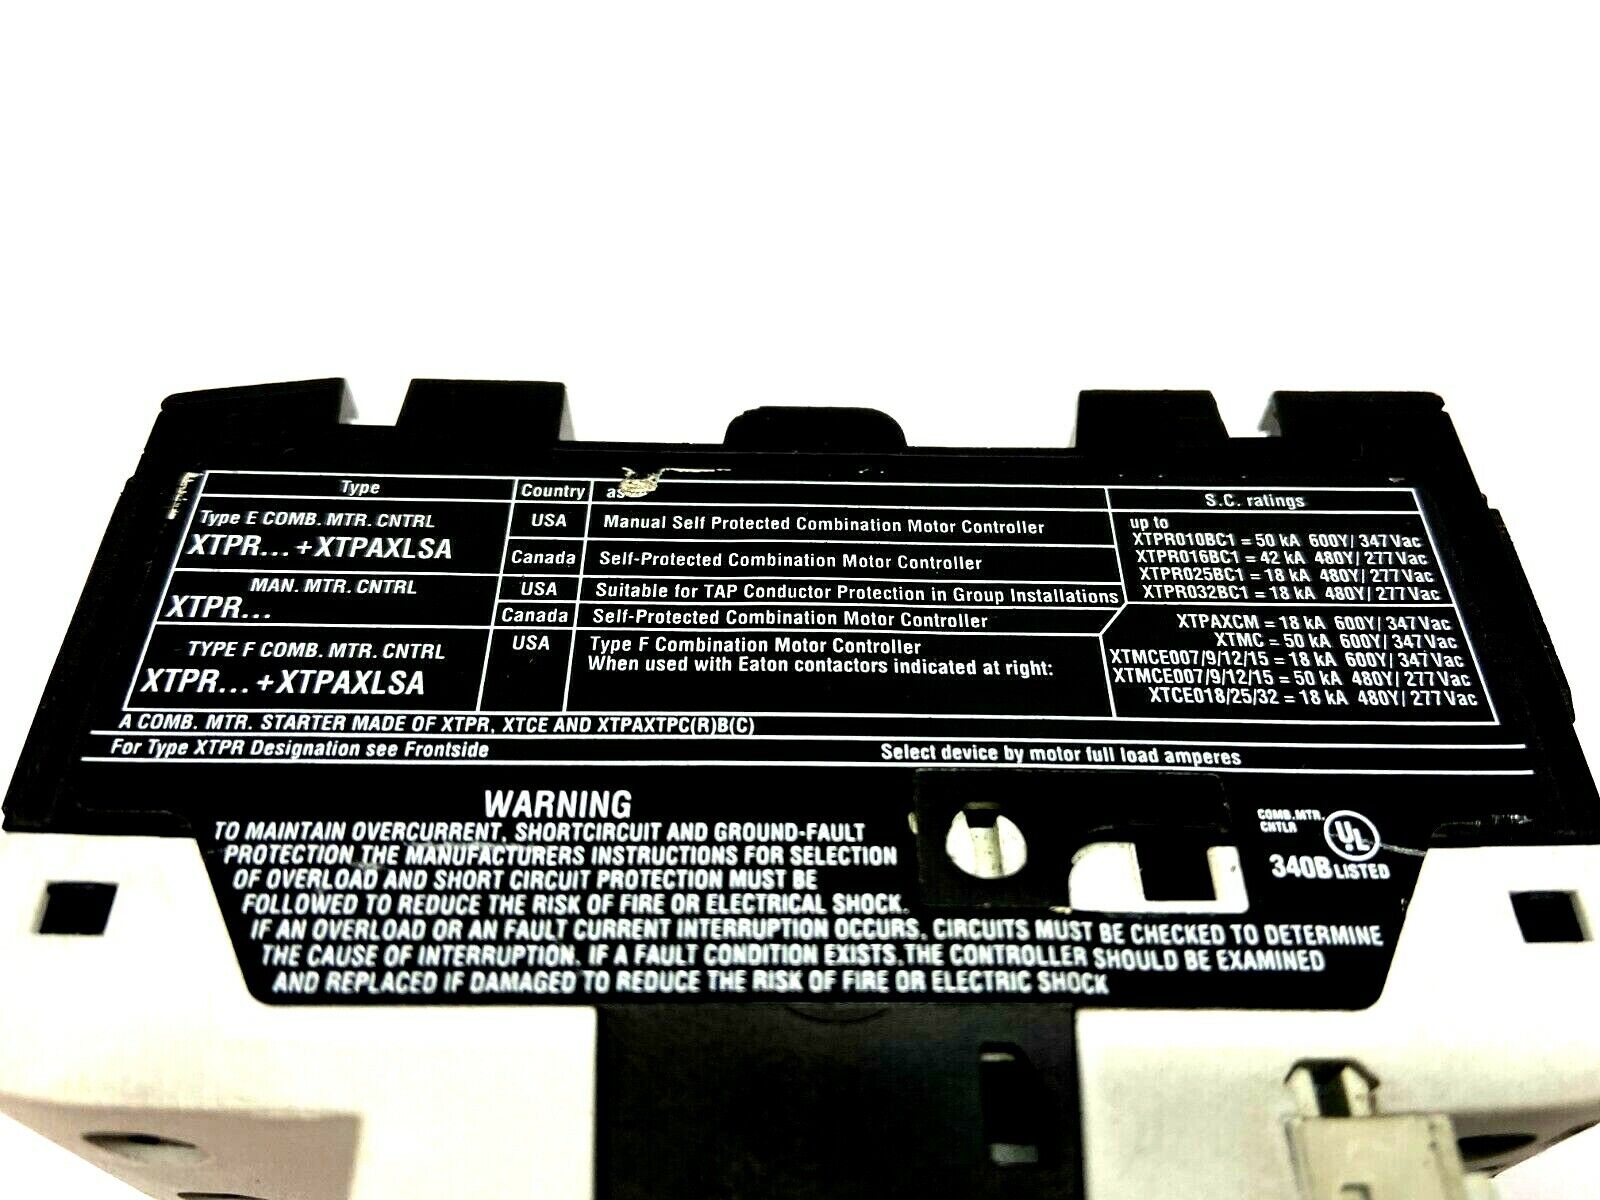 Type Country as S.C. ratings
Type E COMB. MTR. CNTRL
XTPR... +XTPAXLSA
USA Manual Self Protected Combination Motor Controller
Canada Self-Protected Combination Motor Controller
up to
XTPR010BC1 = 50 kA 600Y/ 347 Vac
XTPR016BC1 = 42 kA 480Y/ 277 Vac
XTPR025BC1 = 18 kA 480Y/ 277 Vac
XTPR032BC1 = 18 kA 480Y/ 277 Vac
MAN. MTR. CNTRL
XTPR...
USA Suitable for TAP Conductor Protection in Group Installations
Canada Self-Protected Combination Motor Controller
TYPE F COMB. MTR. CNTRL
XTPR... +XTPAXLSA
USA Type F Combination Motor Controller
When used with Eaton contactors indicated at right:
XTPAXCM = 18 kA 600Y/ 347 Vac
XTMC = 50 kA 600Y/ 347 Vac
XTMCE007/9/12/15 = 18 kA 600Y/ 347 Vac
XTMCE007/9/12/15 = 50 kA 480Y/ 277 Vac
XTCE018/25/32 = 18 kA 480Y/ 277 Vac
A COMB. MTR. STARTER MADE OF XTPR, XTCE AND XTPAXTPC(R)B(C)
For Type XTPR Designation see Frontside Select device by motor full load amperes
WARNING
TO MAINTAIN OVERCURRENT, SHORTCIRCUIT AND GROUND-FAULT
PROTECTION THE MANUFACTURERS INSTRUCTIONS FOR SELECTION
OF OVERLOAD AND SHORT CIRCUIT PROTECTION MUST BE
FOLLOWED TO REDUCE THE RISK OF FIRE OR ELECTRICAL SHOCK.
IF AN OVERLOAD OR AN FAULT CURRENT INTERRUPTION OCCURS, CIRCUITS MUST BE CHECKED TO DETERMINE
THE CAUSE OF INTERRUPTION. IF A FAULT CONDITION EXISTS, THE CONTROLLER SHOULD BE EXAMINED
AND REPLACED IF DAMAGED TO REDUCE THE RISK OF FIRE OR ELECTRIC SHOCK
COMB. MTR.
CNTLR
UL
340B LISTED